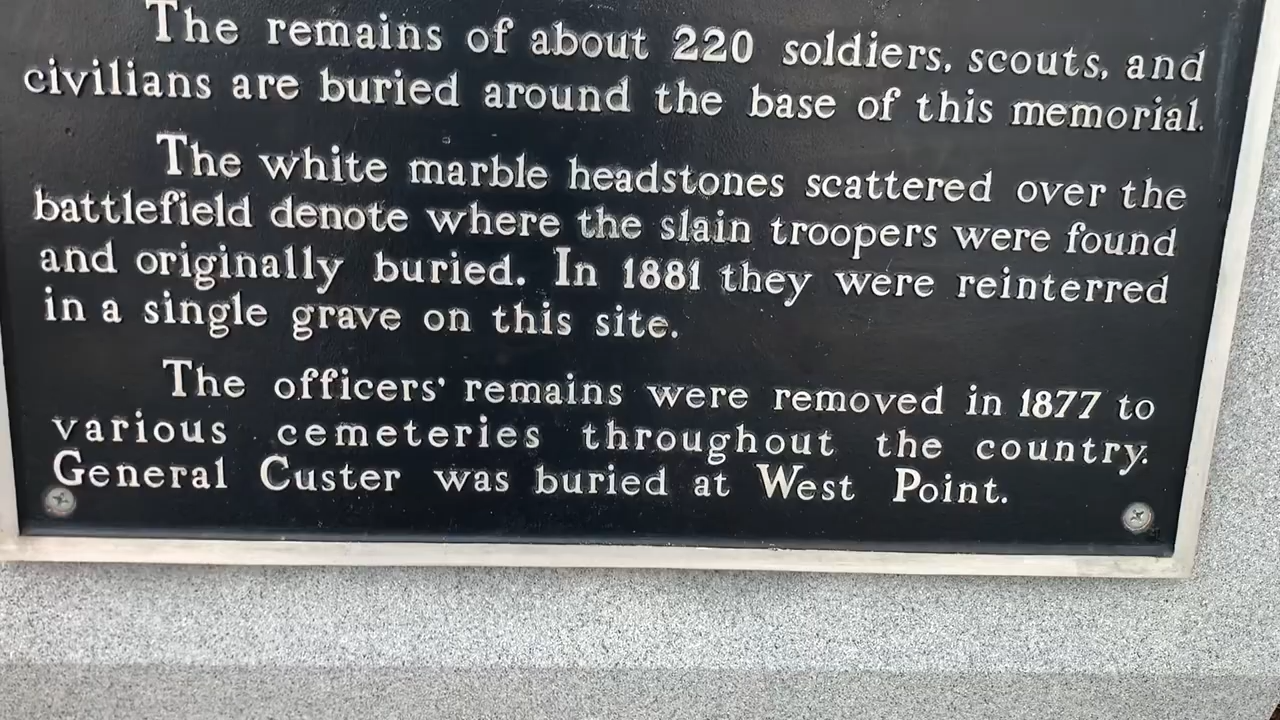 The remains of about 220 soldiers, scouts, and
civilians are buried around the base of this memorial.
The white marble headstones scattered over the
battlefield denote where the slain troopers were found
and originally buried. In 1881 they were reinterred
in a single grave on this site.
The officers' remains were removed in 1877 to
various cemeteries throughout the country.
General Custer was buried at West Point.